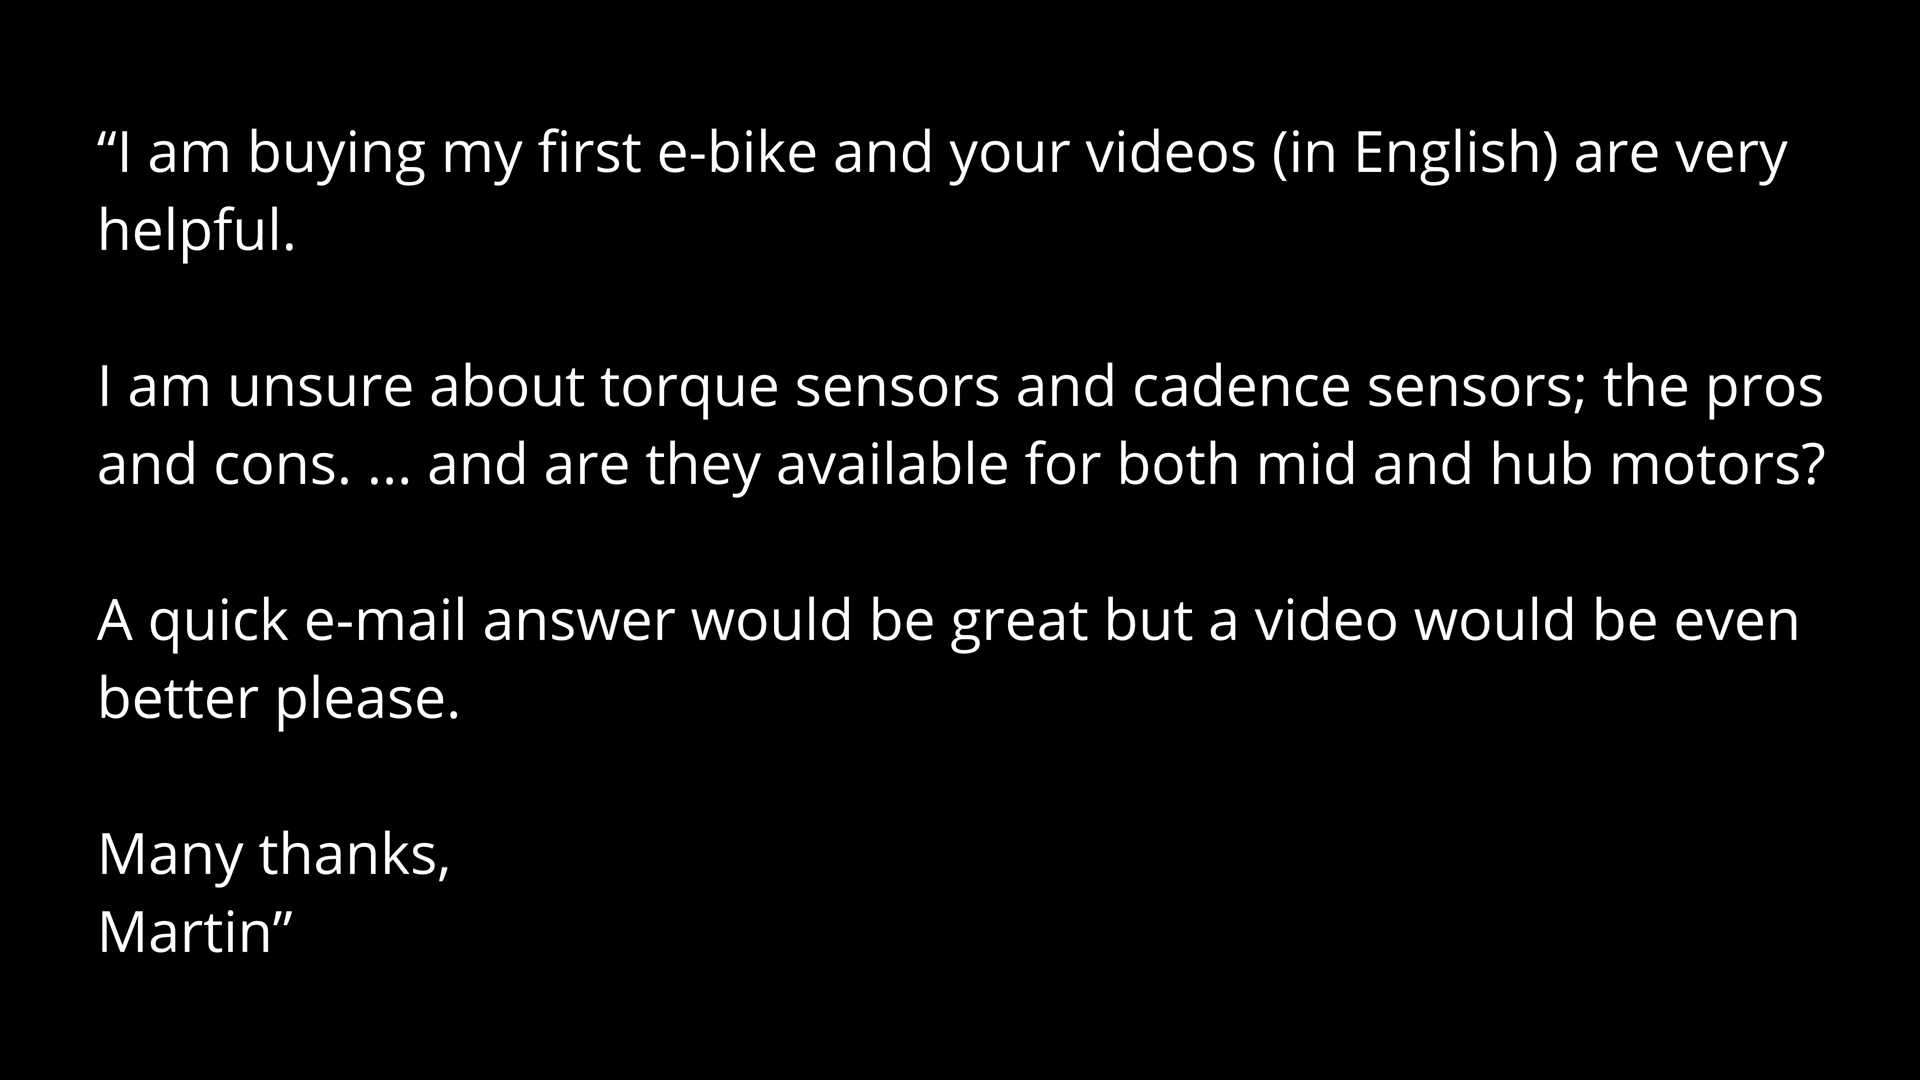 “I am buying my first e-bike and your videos (in English) are very
helpful.
I am unsure about torque sensors and cadence sensors; the pros
and cons. ... and are they available for both mid and hub motors?
A quick e-mail answer would be great but a video would be even
better please.
Many thanks,
Martin”